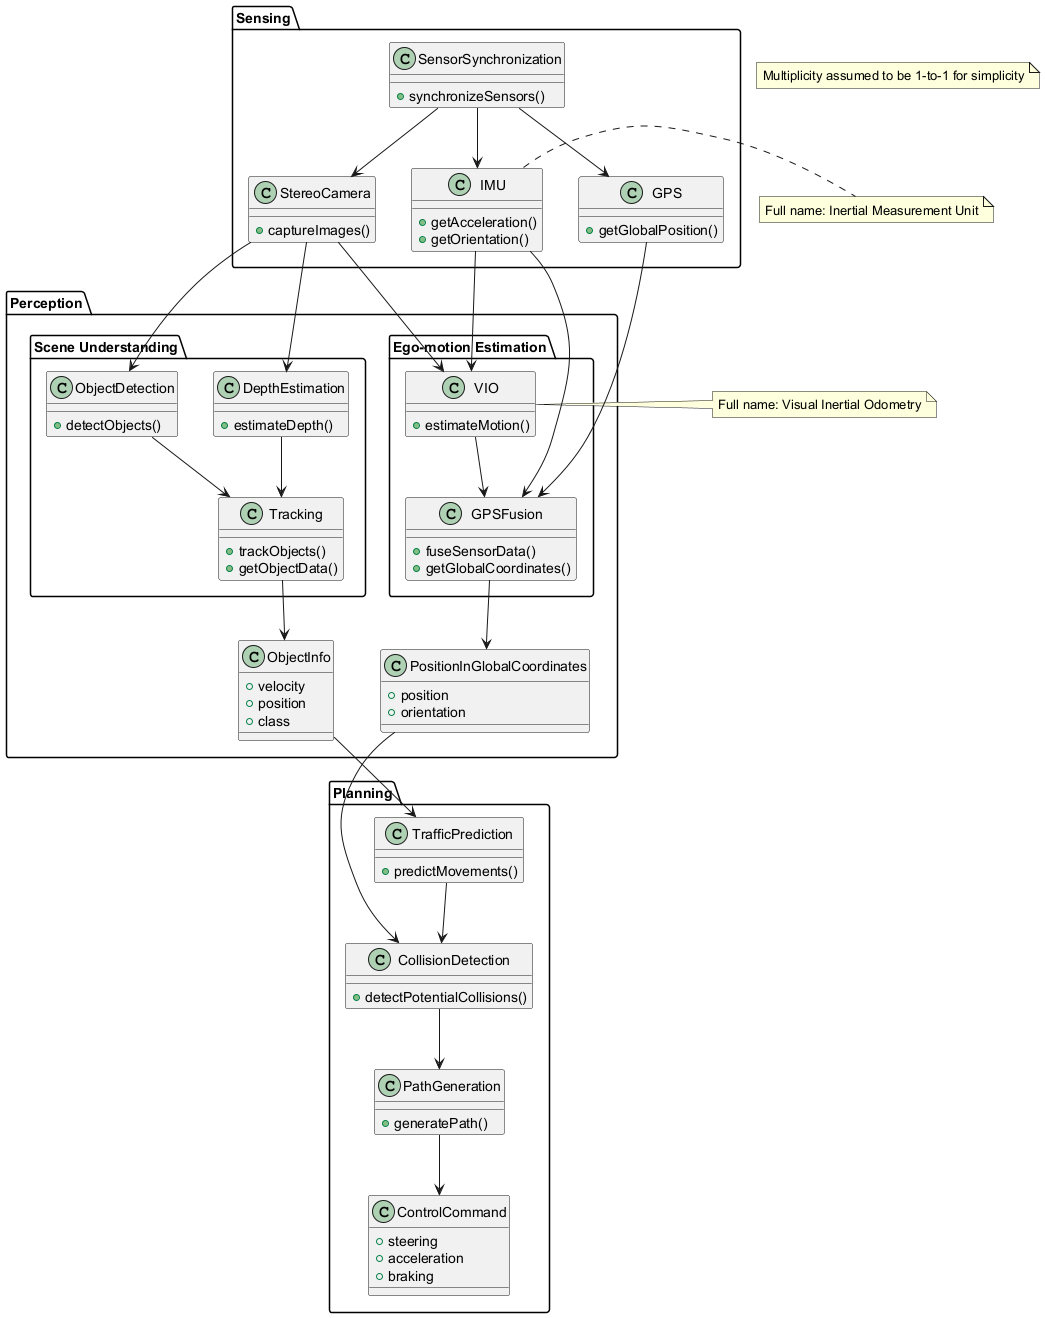 Sensing
SensorSynchronization
synchronizeSensors()
Multiplicity assumed to be 1-to-1 for simplicity
StereoCamera
captureImages()
IMU
getAcceleration()
getOrientation()
GPS
getGlobalPosition()
Full name: Inertial Measurement Unit
Perception
Scene Understanding
ObjectDetection
detectObjects()
DepthEstimation
estimateDepth()
Ego-motion Estimation
VIO
estimateMotion()
Full name: Visual Inertial Odometry
Tracking
trackObjects()
getObjectData()
GPSFusion
fuseSensorData()
getGlobalCoordinates()
ObjectInfo
velocity
position
class
PositionInGlobalCoordinates
position
orientation
Planning
TrafficPrediction
predictMovements()
CollisionDetection
detectPotentialCollisions()
PathGeneration
generatePath()
ControlCommand
steering
acceleration
braking